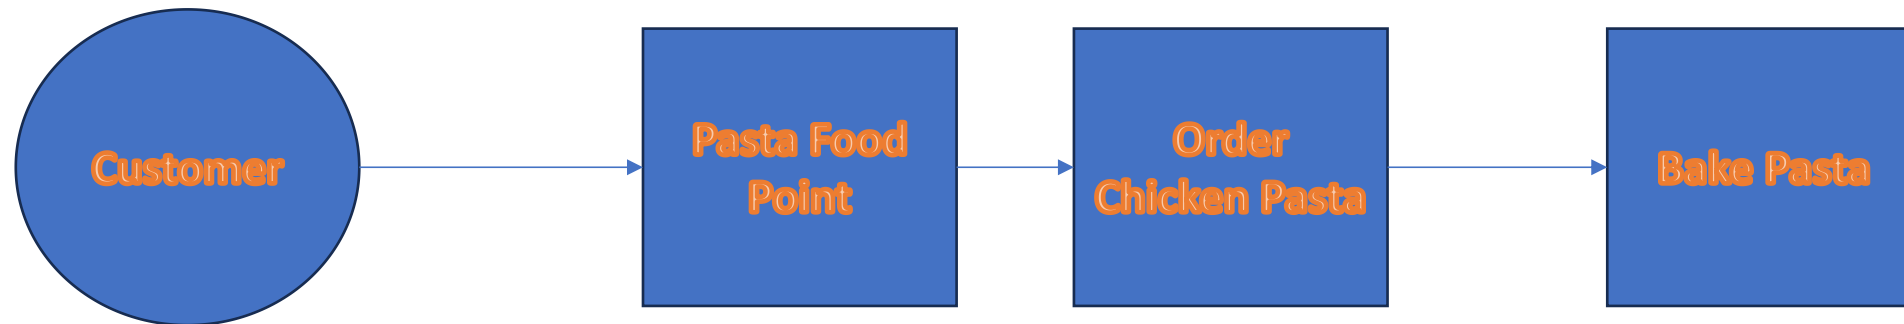 Customer
Pasta Food
Point
Order
Chicken Pasta
Bake Pasta